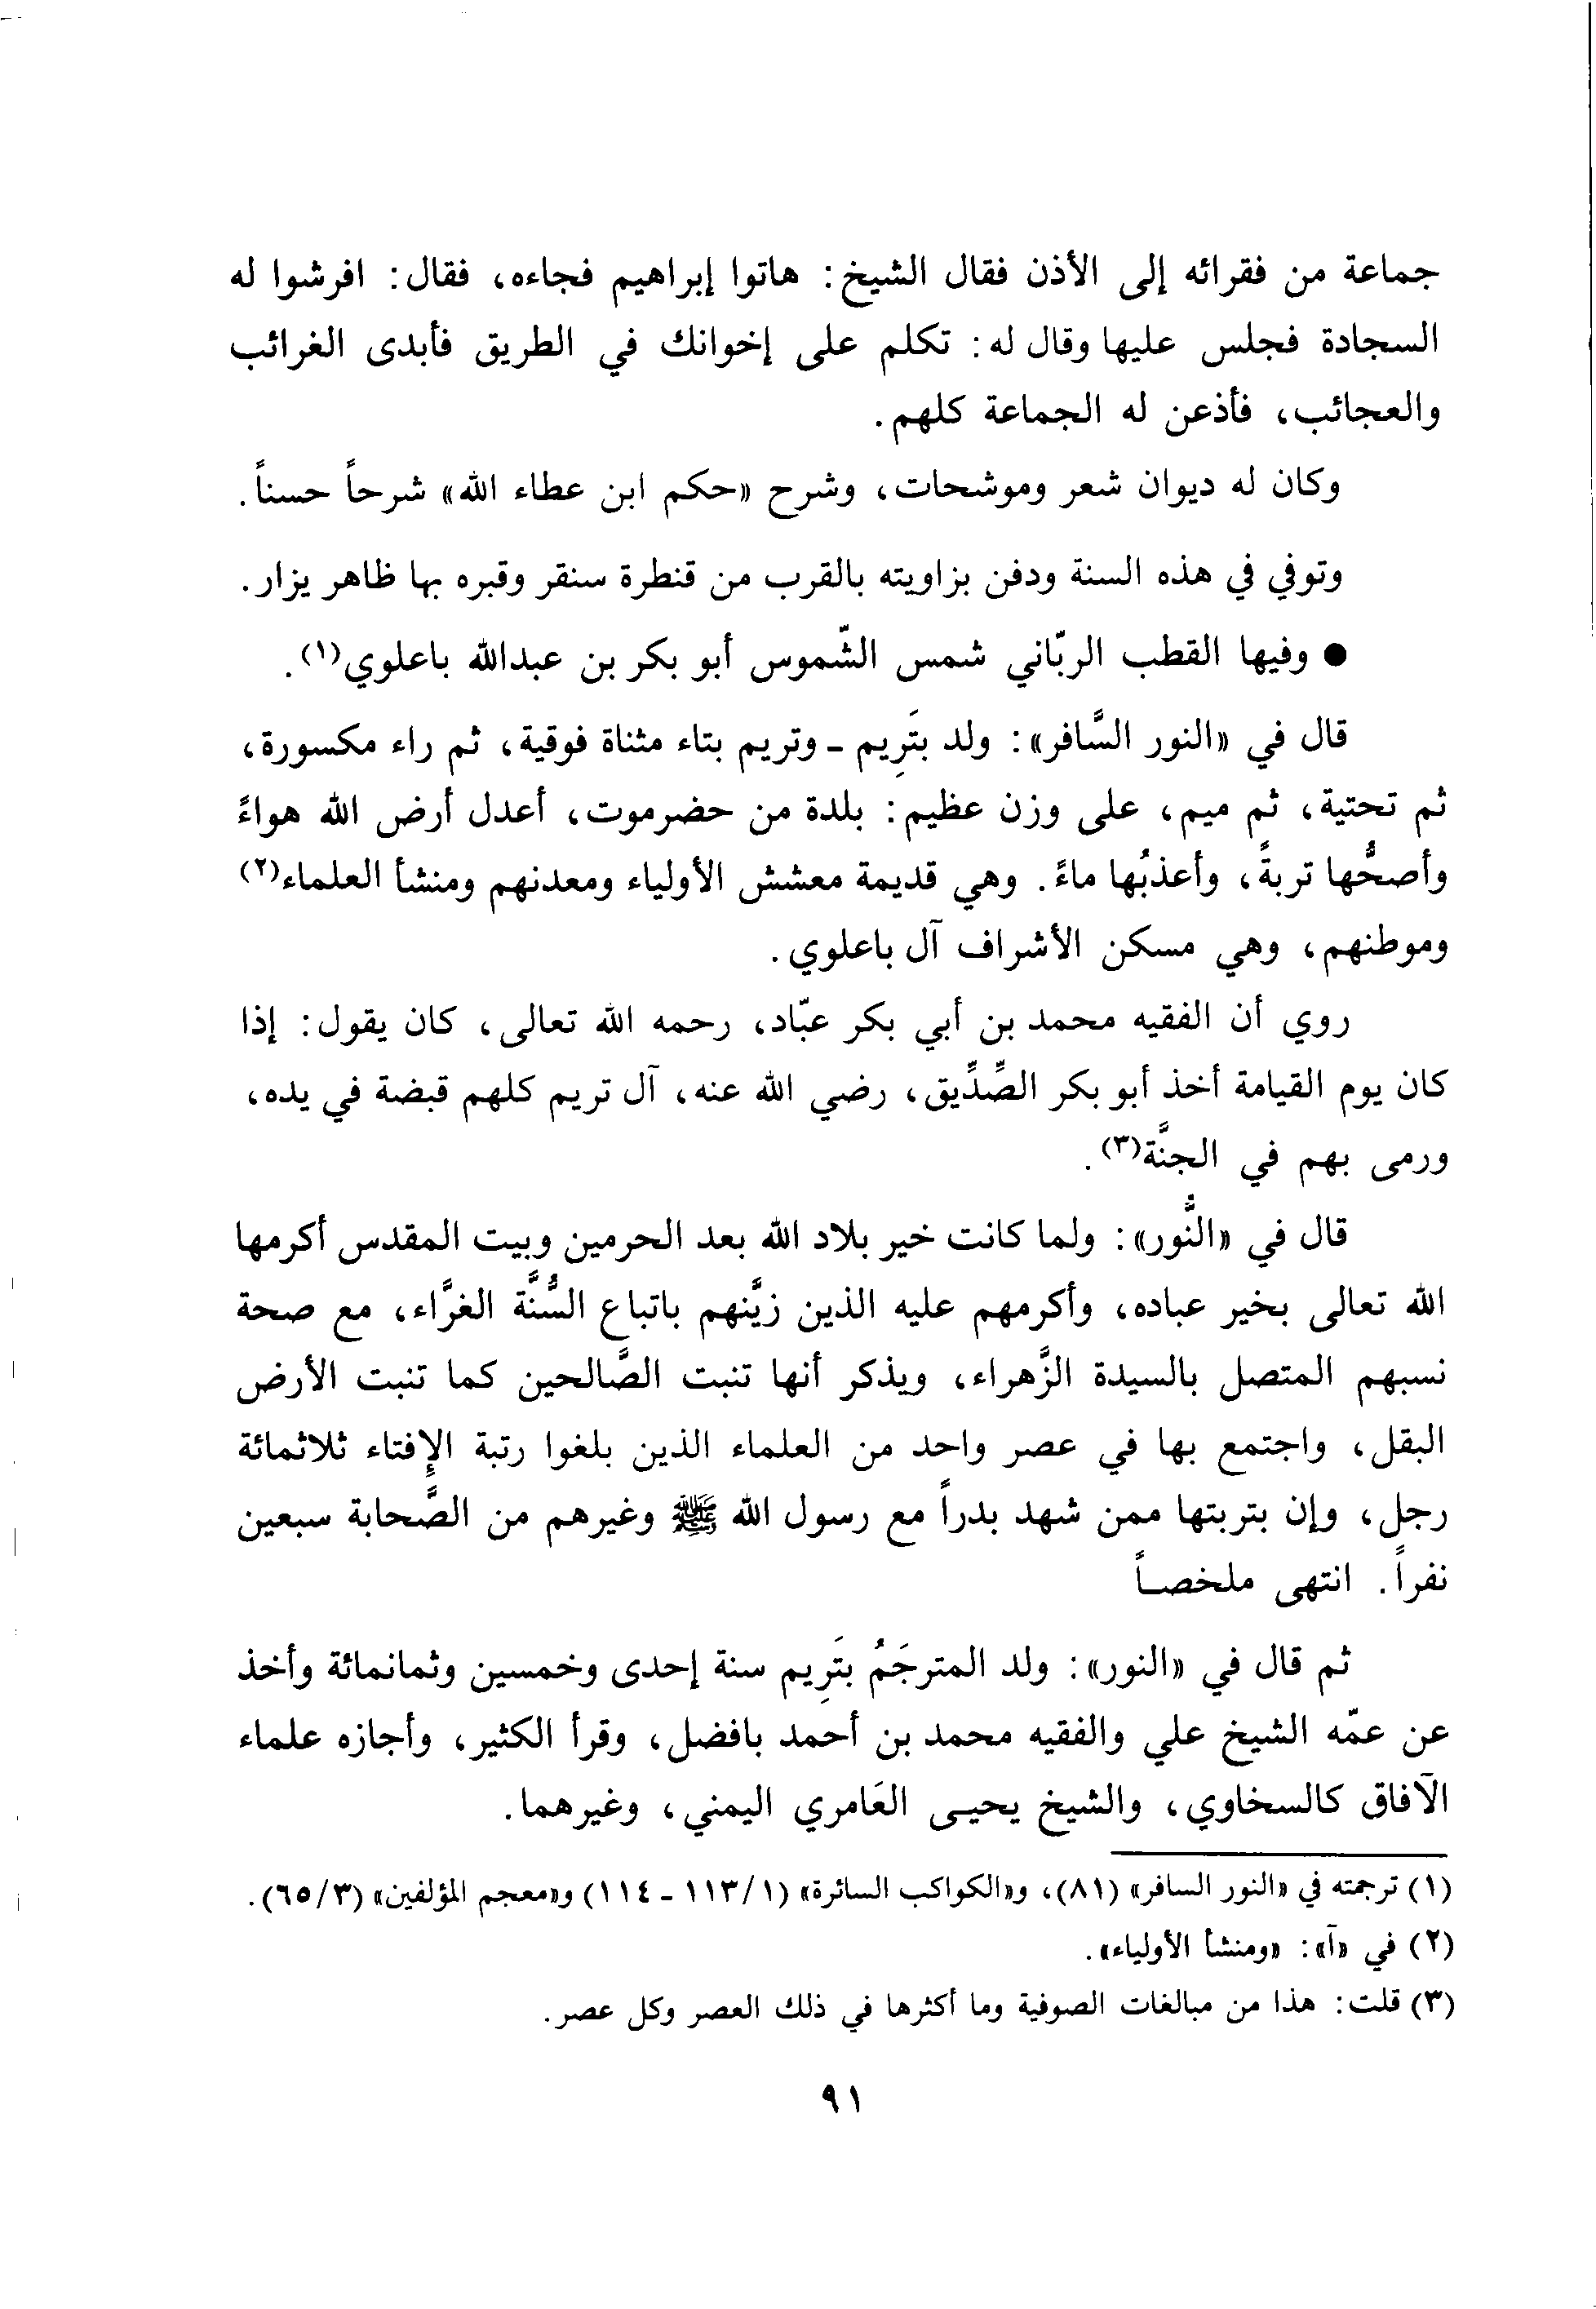 جماعة من فقرائه إلى الأذن فقال الشيخ: هاتوا إبراهيم فجاءه، فقال: افرشوا له
السجادة فجلس عليها وقال له: تكلم على إخوانك في الطريق فأبدى الغرائب
والعجائب، فأذعن له الجماعة كلهم.
وكان له ديوان شعر وموشحات، وشرح «حكم ابن عطاء الله» شرحاً حسناً.
وتوفي في هذه السنة ودفن بزاويته بالقرب من قنطرة سنقر وقبره بها ظاهر يزار.
● وفيها القطب الربّاني شمس الشّموس أبو بكر بن عبدالله باعلوي(١).
قال في «النور السَّافر»: ولد بتَرِيم - وتريم بتاء مثناة فوقية، ثم راء مكسورة،
ثم تحتية، ثم ميم، على وزن عظيم: بلدة من حضرموت، أعدل أرض الله هواءً
وأصحُّها تربةً، وأعذبُها ماءً. وهي قديمة معشش الأولياء ومعدنهم ومنشأ العلماء(٢)
وموطنهم، وهي مسكن الأشراف آل باعلوي.
روي أن الفقيه محمد بن أبي بكر عبّاد، رحمه الله تعالى، كان يقول: إذا
كان يوم القيامة أخذ أبو بكر الصِّدِّيق، رضي الله عنه، آل تريم كلهم قبضة في يده،
ورمى بهم في الجنَّة(٣).
قال في «النُّور»: ولما كانت خير بلاد الله بعد الحرمين وبيت المقدس أكرمها
الله تعالى بخير عباده، وأكرمهم عليه الذين زيَّنهم باتباع السُّنَّة الغرَّاء، مع صحة
نسبهم المتصل بالسيدة الزَّهراء، ويذكر أنها تنبت الصَّالحين كما تنبت الأرض
البقل، واجتمع بها في عصر واحد من العلماء الذين بلغوا رتبة الإفتاء ثلاثمائة
رجل، وإن بتربتها ممن شهد بدراً مع رسول الله ﷺ وغيرهم من الصَّحابة سبعين
نفراً. انتهى ملخصاً
ثم قال في «النور»: ولد المترجَمُ بتَرِيم سنة إحدى وخمسين وثمانمائة وأخذ
عن عمّه الشيخ علي والفقيه محمد بن أحمد بافضل، وقرأ الكثير، وأجازه علماء
الآفاق كالسخاوي، والشيخ يحيـى العَامري اليمني، وغيرهما.
(١) ترجمته في «النور السافر» (٨١)، و«الكواكب السائرة» (١١٣/١ - ١١٤) و«معجم المؤلفين» (٦٥/٣).
(٢) في «آ»: «ومنشأ الأولياء».
(٣) قلت: هذا من مبالغات الصوفية وما أكثرها في ذلك العصر وكل عصر.
٩١